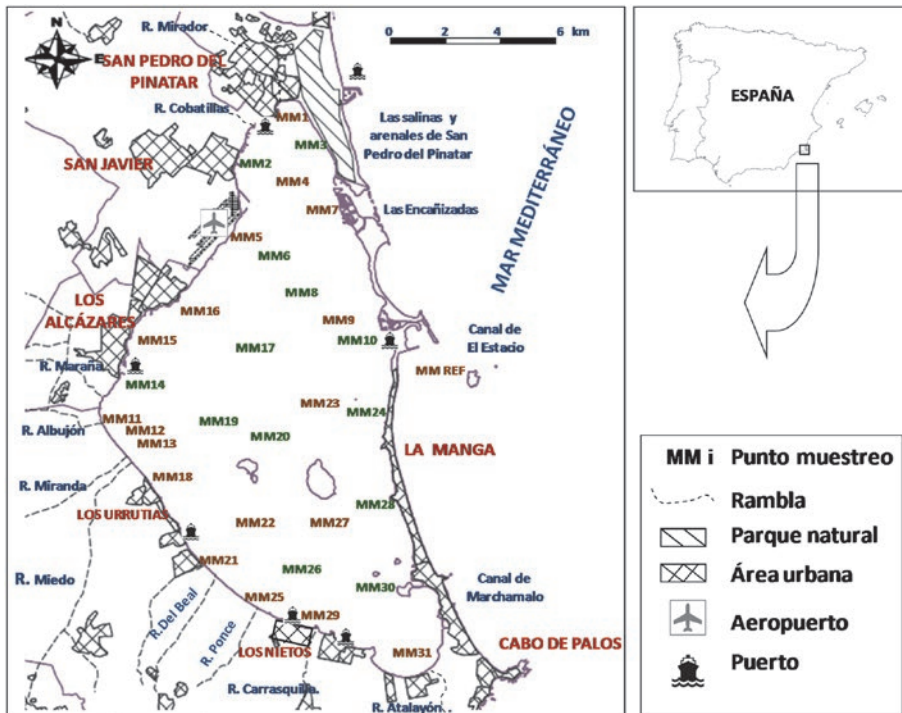 N
E
R. Mirador
SAN PEDRO DEL
PINATAR
R. Cobatillas
0 2 4 6 km
MM1
Las salinas y
arenales de San
Pedro del Pinatar
SAN JAVIER
MM2
MM3
MM4
MM7
Las Encañizadas
MAR MEDITERRÁNEO
MM5
MM6
MM8
LOS
ALCÁZARES
MM16
MM9
MM15
MM17
MM10
Canal de
El Estacio
R. Maraña
MM14
MM REF
MM23
MM24
MM11
MM12
MM13
MM19
MM20
R. Albujón
LA MANGA
R. Miranda
MM18
MM28
LOS URRUTIAS
MM22
MM27
R. Miedo
MM21
MM26
MM30
Canal de
Marchamalo
R. Del Beal
MM25
MM29
R. Ponce
LOS NIETOS
MM31
CABO DE PALOS
R. Carrasquilla
R. Atalayón
ESPAÑA
MM i Punto muestreo
Rambla
Parque natural
Área urbana
Aeropuerto
Puerto